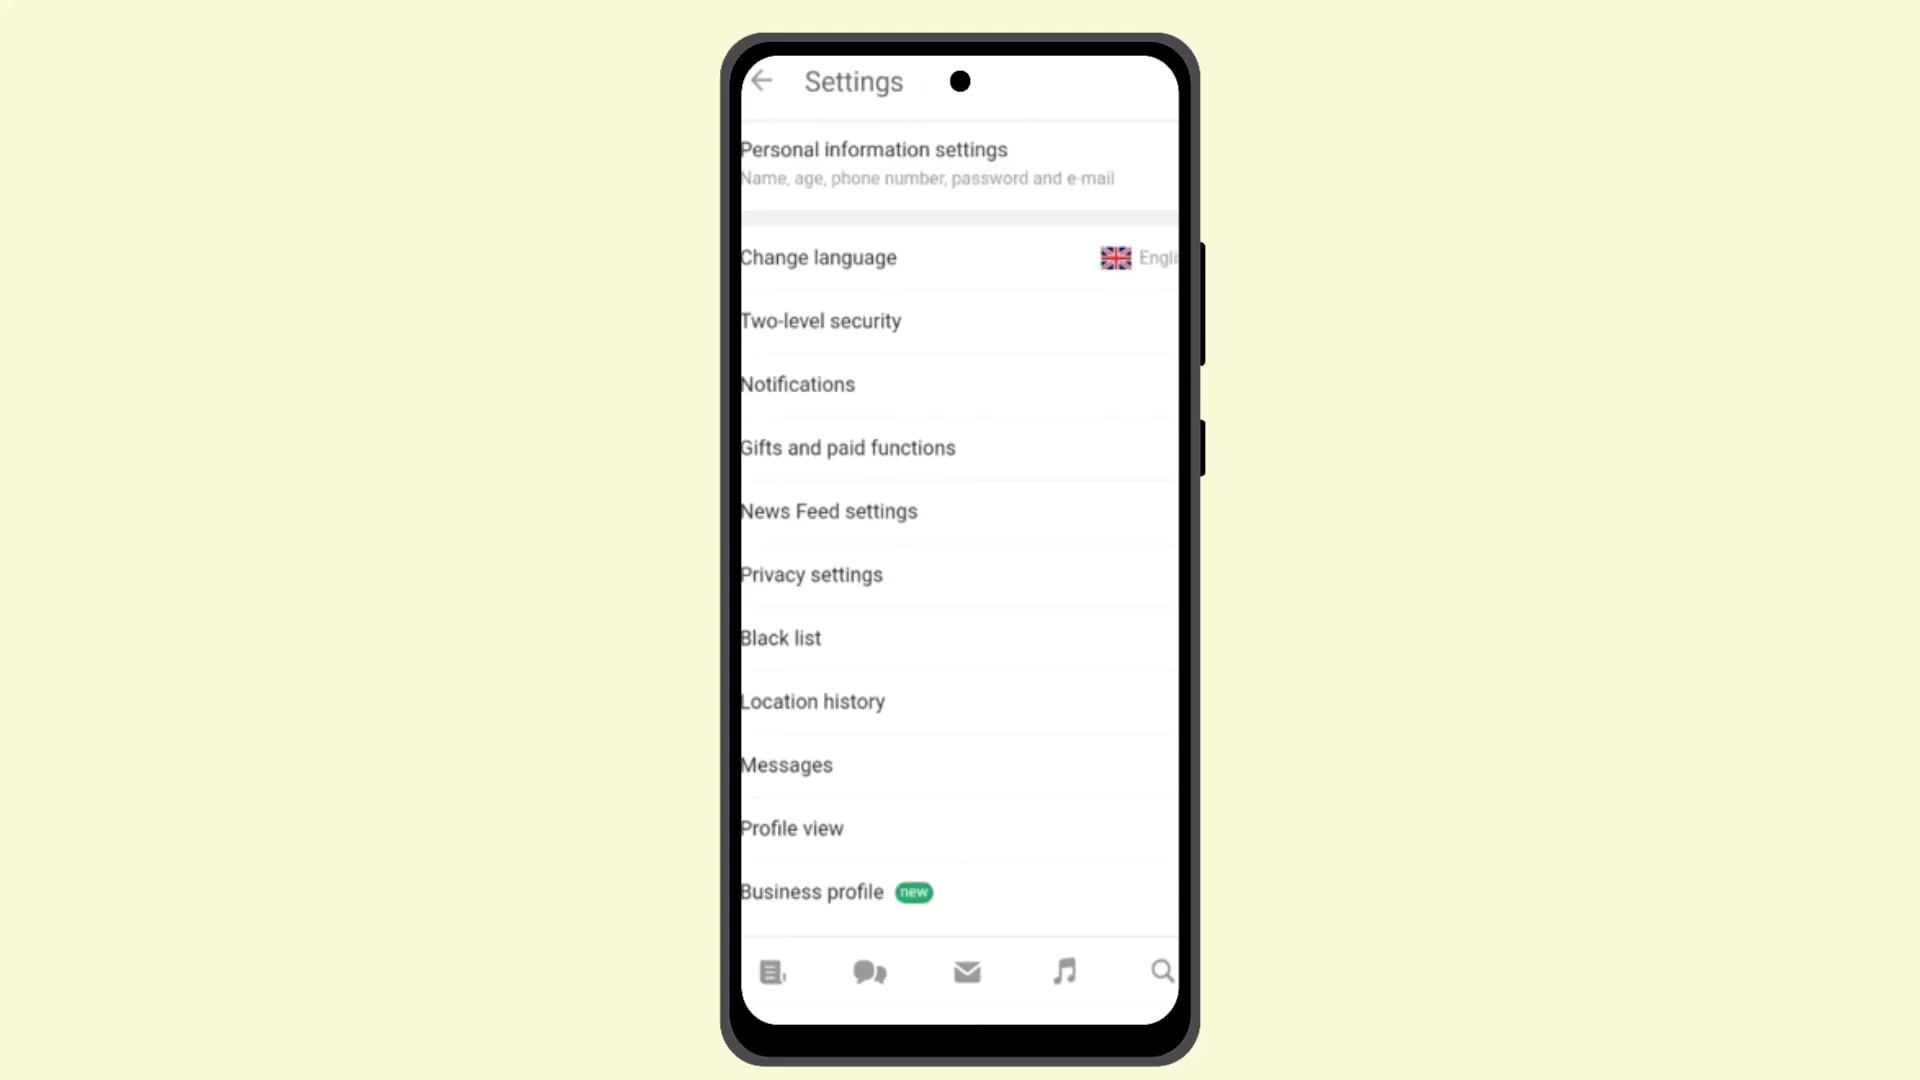 Settings
Personal information settings
Name, age, phone number, password and e-mail
Change language
Engli
Two-level security
Notifications
Gifts and paid functions
News Feed settings
Privacy settings
Black list
Location history
Messages
Profile view
Business profile new